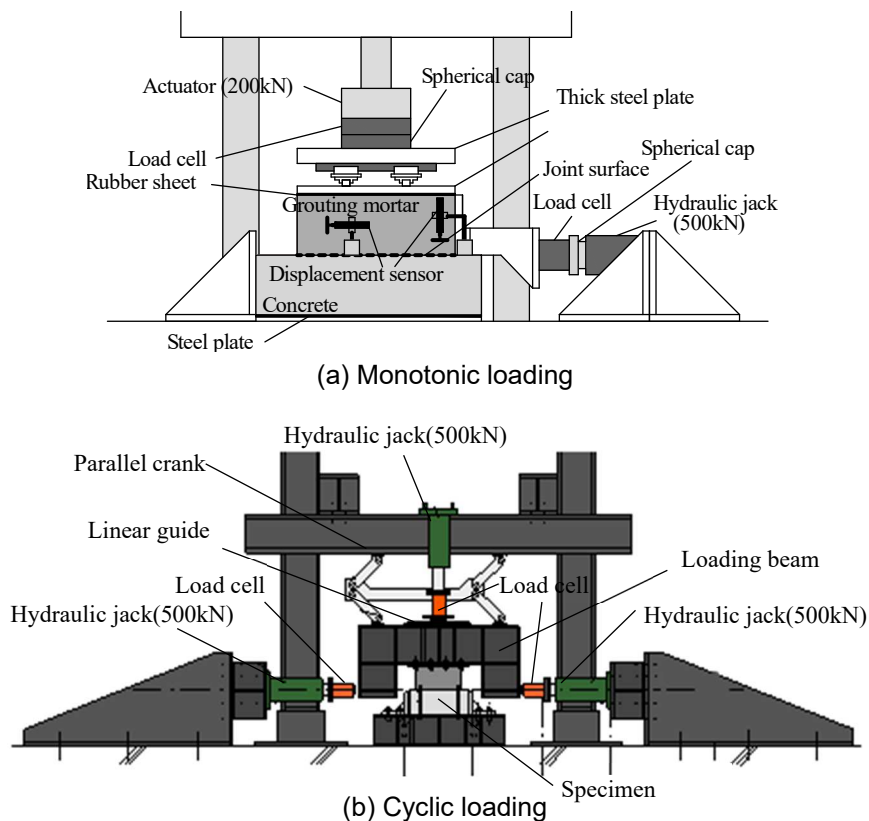 Actuator (200kN)
Spherical cap
Thick steel plate
Load cell
Rubber sheet
Joint surface
Spherical cap
Load cell
Hydraulic jack
(500kN)
Grouting mortar
Displacement sensor
Concrete
Steel plate
(a) Monotonic loading
Hydraulic jack(500kN)
Parallel crank
Linear guide
Loading beam
Load cell
Load cell
Hydraulic jack(500kN)
Hydraulic jack(500kN)
Specimen
(b) Cyclic loading